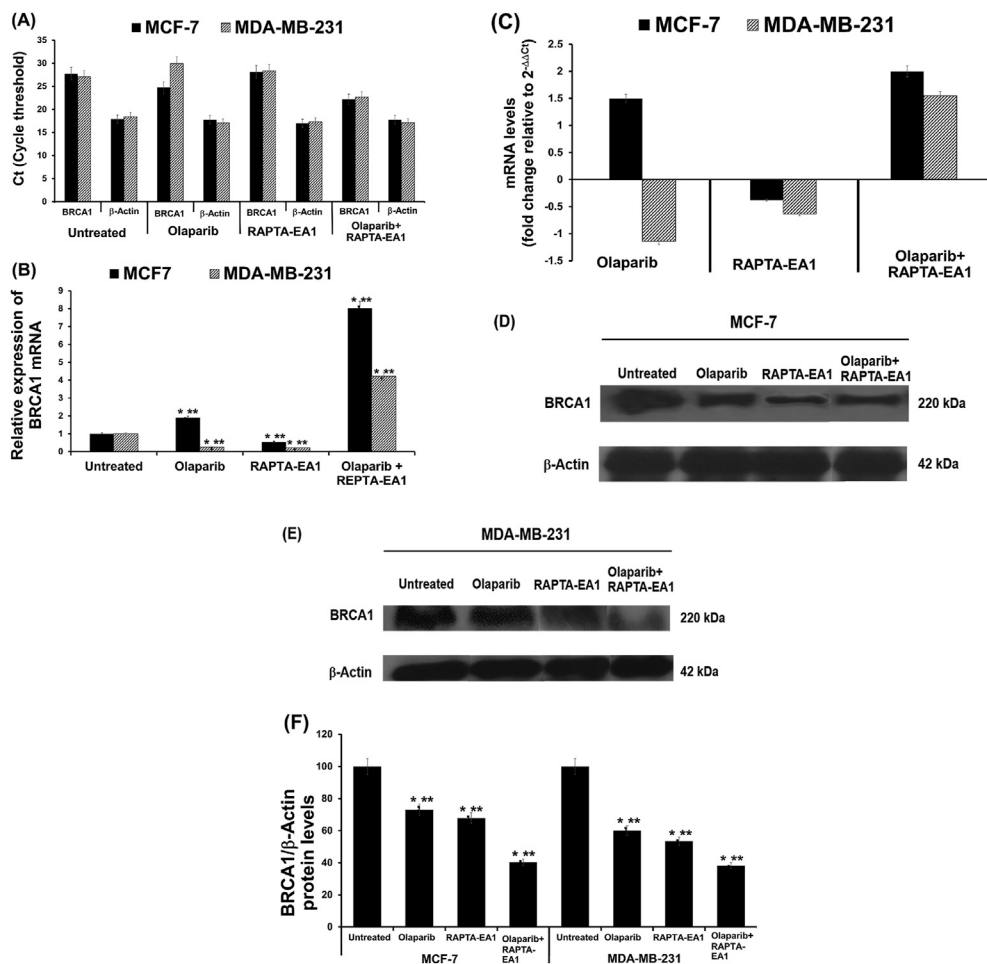 (A)
MCF-7 MDA-MB-231
Ct (Cycle threshold)
35
30
25
20
15
10
5
0
BRCA1 β-Actin BRCA1 β-Actin BRCA1 β-Actin BRCA1 β-Actin
Untreated Olaparib RAPTA-EA1 Olaparib+
RAPTA-EA1
(B)
MCF7 MDA-MB-231
Relative expression of
BRCA1 mRNA
9
8
7
6
5
4
3
2
1
0
* ** * ** * ** * ** * ** * **
Untreated Olaparib RAPTA-EA1 Olaparib +
REPTA-EA1
(C)
MCF-7 MDA-MB-231
mRNA levels
(fold change relative to 2-ΔΔCt)
2.5
2
1.5
1
0.5
0
-0.5
-1
-1.5
Olaparib RAPTA-EA1 Olaparib+
RAPTA-EA1
(D)
MCF-7
Untreated Olaparib RAPTA-EA1 Olaparib+
RAPTA-EA1
BRCA1 220 kDa
β-Actin 42 kDa
(E)
MDA-MB-231
Untreated Olaparib RAPTA-EA1 Olaparib+
RAPTA-EA1
BRCA1 220 kDa
β-Actin 42 kDa
(F)
BRCA1/β-Actin
protein levels
120
100
80
60
40
20
0
* ** * ** * ** * ** * ** * **
Untreated Olaparib RAPTA-EA1 Olaparib+
RAPTA-
EA1
Untreated Olaparib RAPTA-EA1 Olaparib+
RAPTA-
EA1
MCF-7 MDA-MB-231